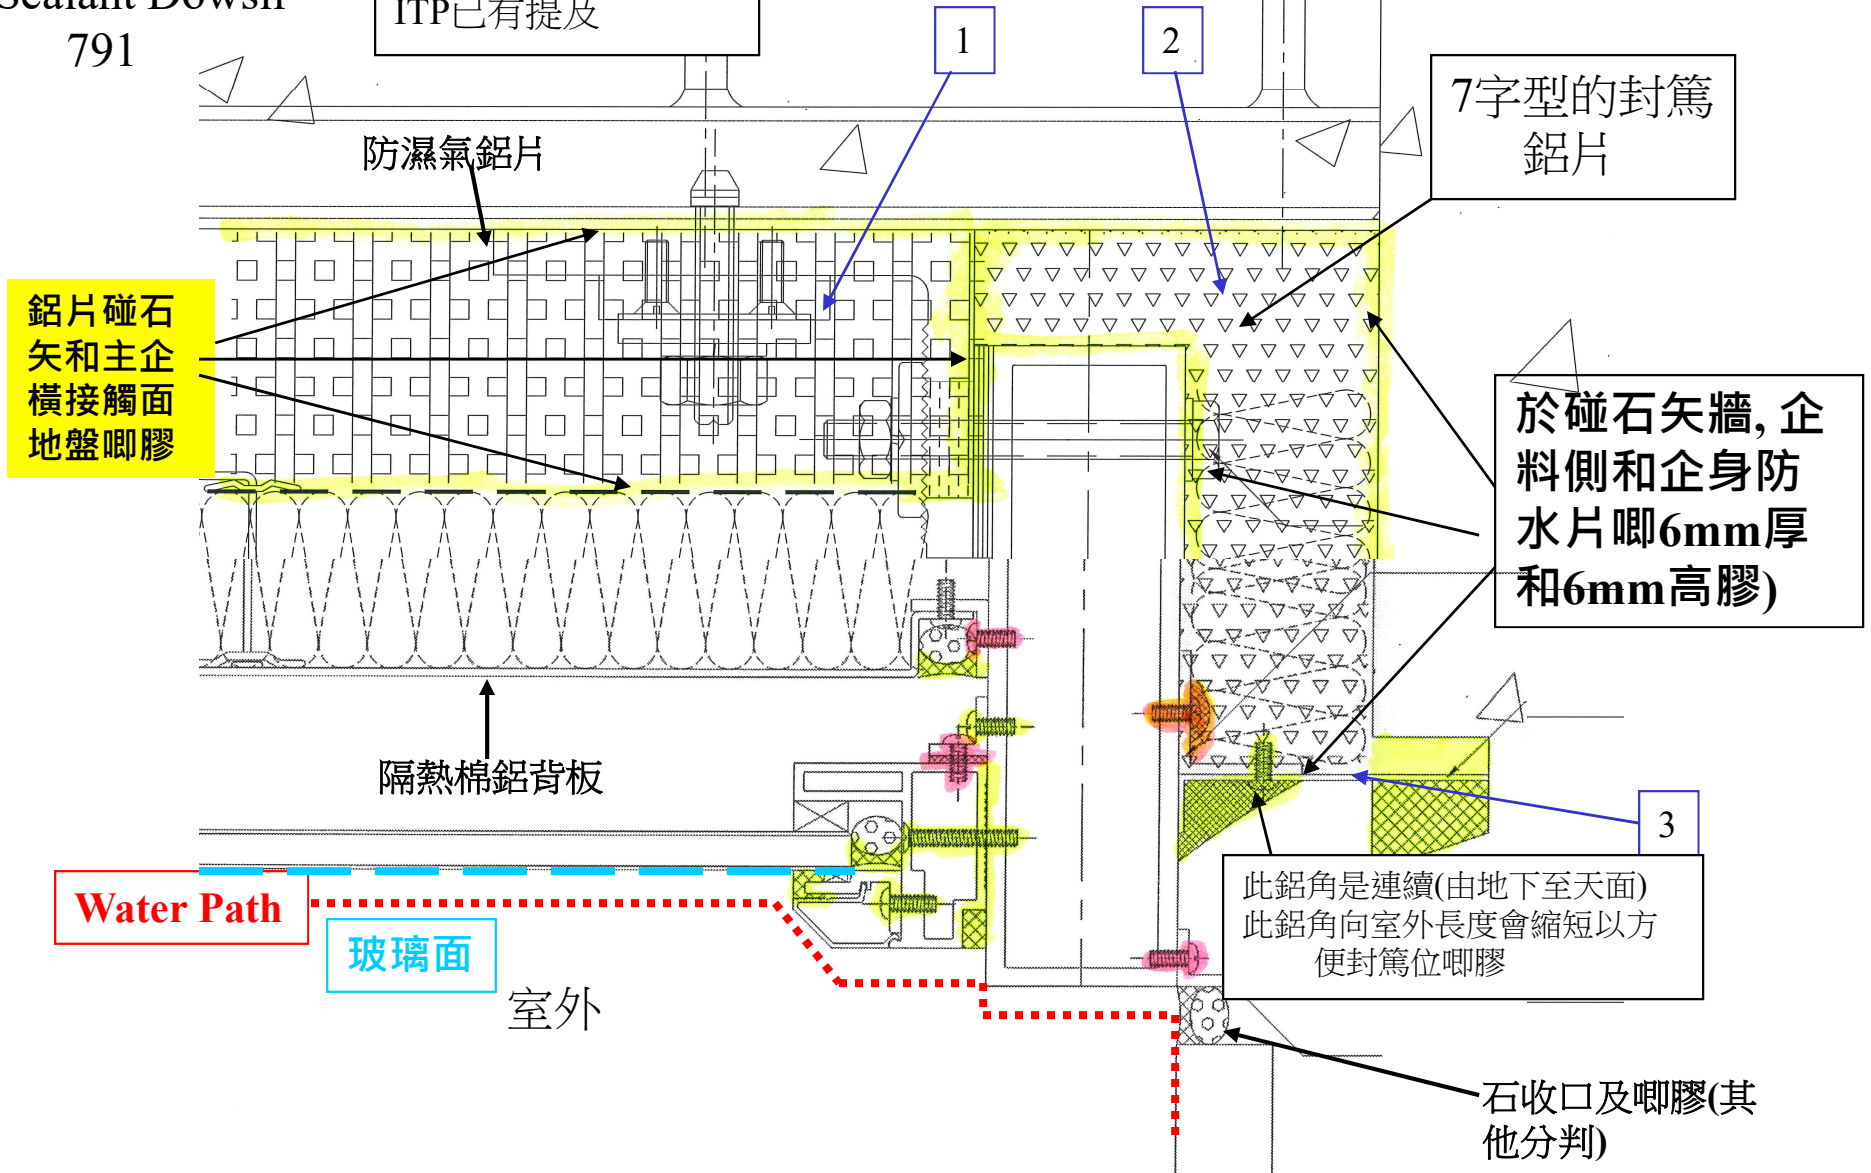 Sealant Dowsil
791
ITP已有提及
1
2
7字型的封篤
鋁片
防濕氣鋁片
鋁片碰石
矢和主企
橫接觸面
地盤唧膠
於碰石矢牆, 企
料側和企身防
水片唧6mm厚
和6mm高膠)
隔熱棉鋁背板
3
此鋁角是連續(由地下至天面)
此鋁角向室外長度會縮短以方
便封篤位唧膠
Water Path
玻璃面
室外
石收口及唧膠(其
他分判)